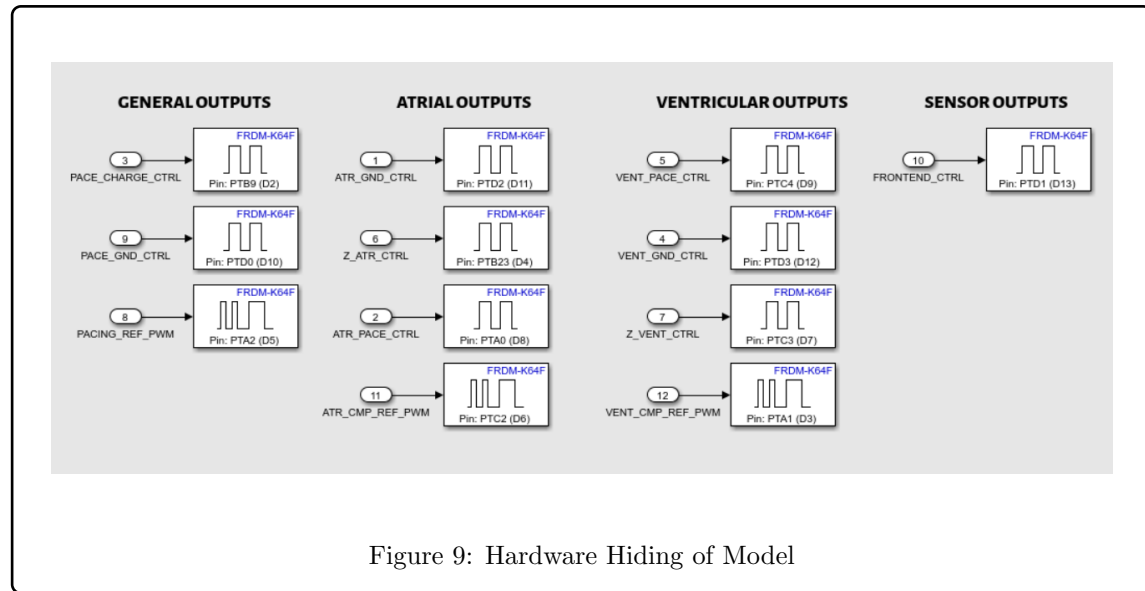 GENERAL OUTPUTS
FRDM-K64F
3
PACE_CHARGE_CTRL
Pin: PTB9 (D2)
FRDM-K64F
9
PACE_GND_CTRL
Pin: PTD0 (D10)
FRDM-K64F
8
PACING_REF_PWM
Pin: PTA2 (D5)
ATRIAL OUTPUTS
FRDM-K64F
1
ATR_GND_CTRL
Pin: PTD2 (D11)
FRDM-K64F
6
Z_ATR_CTRL
Pin: PTB23 (D4)
FRDM-K64F
2
ATR_PACE_CTRL
Pin: PTA0 (D8)
FRDM-K64F
11
ATR_CMP_REF_PWM
Pin: PTC2 (D6)
VENTRICULAR OUTPUTS
FRDM-K64F
5
VENT_PACE_CTRL
Pin: PTC4 (D9)
FRDM-K64F
4
VENT_GND_CTRL
Pin: PTD3 (D12)
FRDM-K64F
7
Z_VENT_CTRL
Pin: PTC3 (D7)
FRDM-K64F
12
VENT_CMP_REF_PWM
Pin: PTA1 (D3)
SENSOR OUTPUTS
FRDM-K64F
10
FRONTEND_CTRL
Pin: PTD1 (D13)
Figure 9: Hardware Hiding of Model